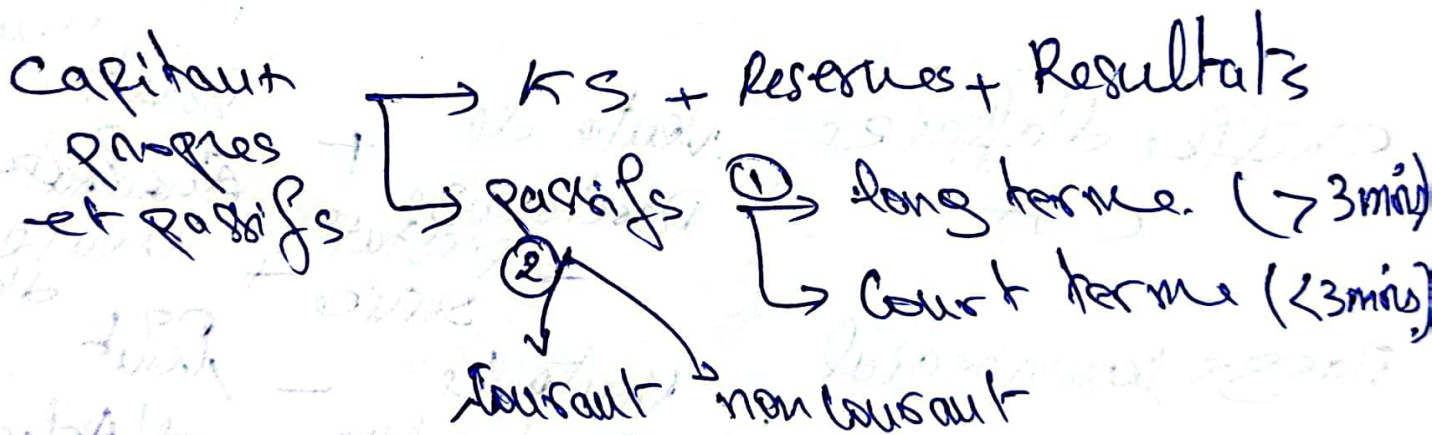 Capitaux → KS + Reserves + Resultats
propres
et passifs → passifs ① → long terme. (>3mois)
② → Court terme (<3mois)
Courant non courant